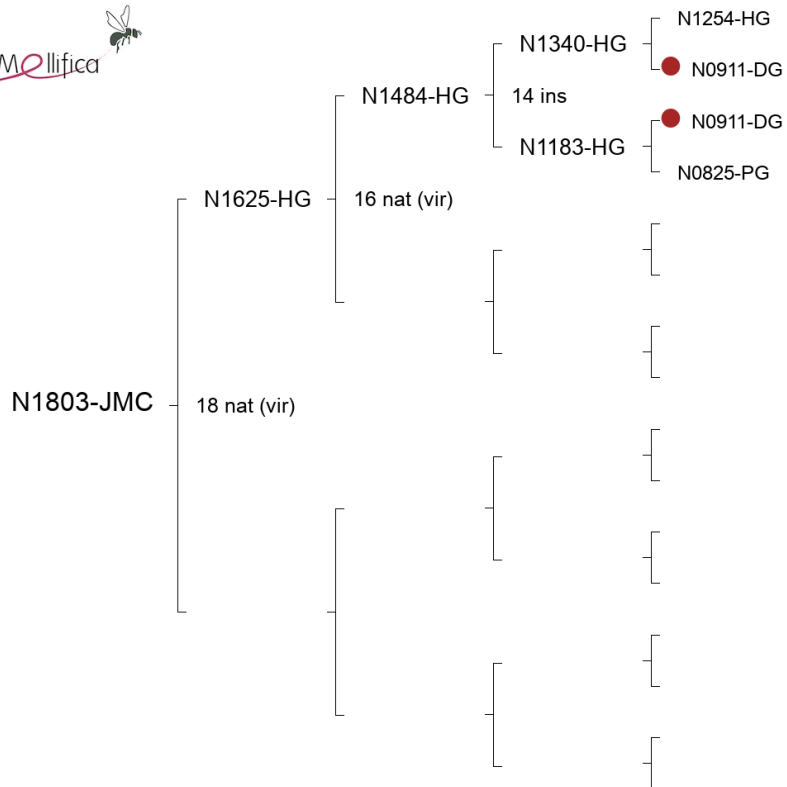 Mellifica
N1254-HG
N1340-HG
N0911-DG
N1484-HG
14 ins
N0911-DG
N1183-HG
N0825-PG
N1625-HG
16 nat (vir)
N1803-JMC
18 nat (vir)